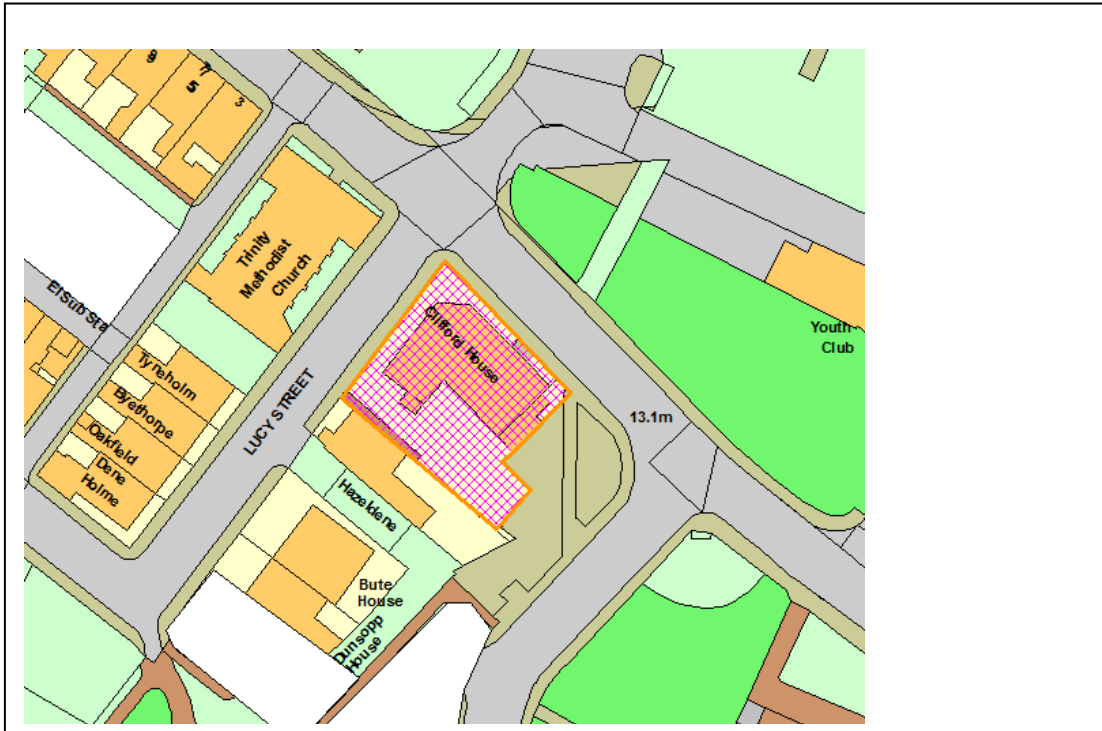 9
7
5
3
Trinity
Methodist
Church
El Sub Sta
Tyneholm
Byethorpe
Oakfield
Dene
Holme
LUCY STREET
Clifford House
Hazeldene
Bute
House
Dunsopp
House
13.1m
Youth
Club